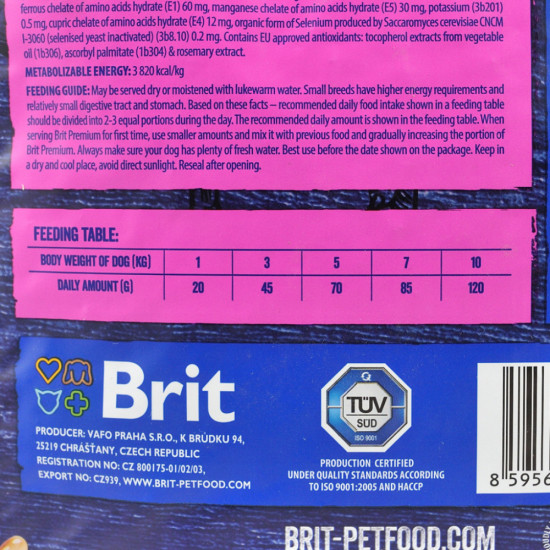 ferrous chelate of amino acids hydrate (E1) 60 mg, manganese chelate of amino acids hydrate (E5) 30 mg, potassium (3b201)
0.5 mg, cupric chelate of amino acids hydrate (E4) 12 mg, organic form of Selenium produced by Saccaromyces cerevisiae CNCM
I-3060 (selenised yeast inactivated) (3b8.10) 0.2 mg. Contains EU approved antioxidants: tocopherol extracts from vegetable
oil (1b306), ascorbyl palmitate (1b304) & rosemary extract.
METABOLIZABLE ENERGY: 3 820 kcal/kg
FEEDING GUIDE: May be served dry or moistened with lukewarm water. Small breeds have higher energy requirements and
relatively small digestive tract and stomach. Based on these facts – recommended daily food intake shown in a feeding table
should be divided into 2-3 equal portions during the day. The recommended daily amount is shown in the feeding table. When
serving Brit Premium for first time, use smaller amounts and mix it with previous food and gradually increasing the portion of
Brit Premium. Always make sure your dog has plenty of fresh water. Best use before the date shown on the package. Keep in
a dry and cool place, avoid direct sunlight. Reseal after opening.
FEEDING TABLE:
BODY WEIGHT OF DOG (KG) 1 3 5 7 10
DAILY AMOUNT (G) 20 45 70 85 120
Brit
PRODUCER: VAFO PRAHA S.R.O., K BRŮDKU 94,
25219 CHRÁŠŤANY, CZECH REPUBLIC
REGISTRATION NO: CZ 800175-01/02/03,
EXPORT NO: CZ939, WWW.BRIT-PETFOOD.COM
TÜV
SÜD
ISO 9001
PRODUCTION CERTIFIED
UNDER QUALITY STANDARDS ACCORDING
TO ISO 9001:2005 AND HACCP
8 5956
BRIT-PETFOOD.COM